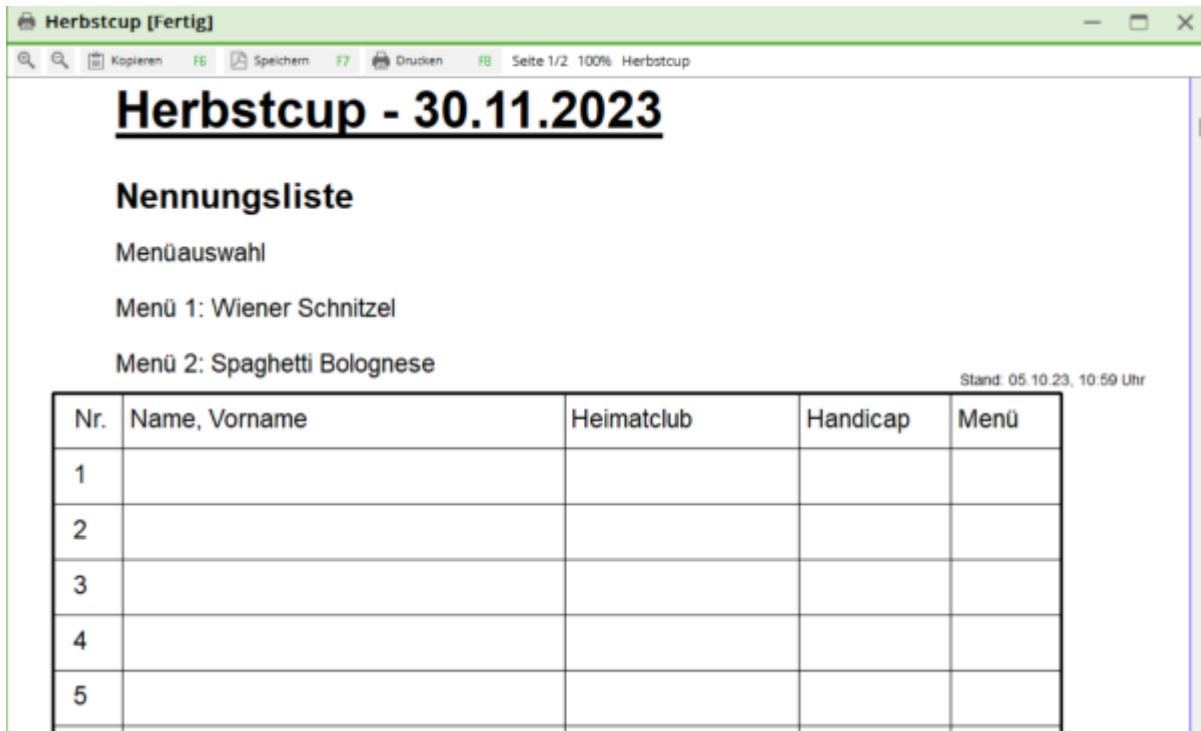 Herbstcup [Fertig]
Kopieren F6 Speichern F7 Drucken F8 Seite 1/2 100% Herbstcup
Herbstcup - 30.11.2023
Nennungsliste
Menüauswahl
Menü 1: Wiener Schnitzel
Menü 2: Spaghetti Bolognese
Stand: 05.10.23, 10:59 Uhr
Nr. Name, Vorname Heimatclub Handicap Menü
1
2
3
4
5